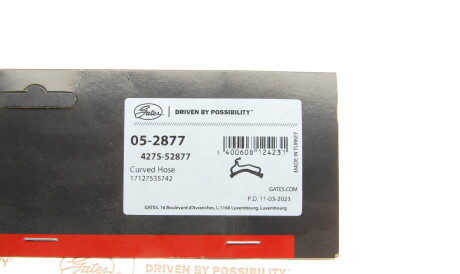 Gates
DRIVEN BY POSSIBILITY™
05-2877
4275-52877
Curved Hose
17127535742
5 400608 124231
MADE IN TURKEY
GATES.COM
P.D. 11-03-2023
GATES, 16 Boulevard d'Avranches, L-1160 Luxembourg, Luxembourg
Gates
DRIVEN BY POSSIBILITY